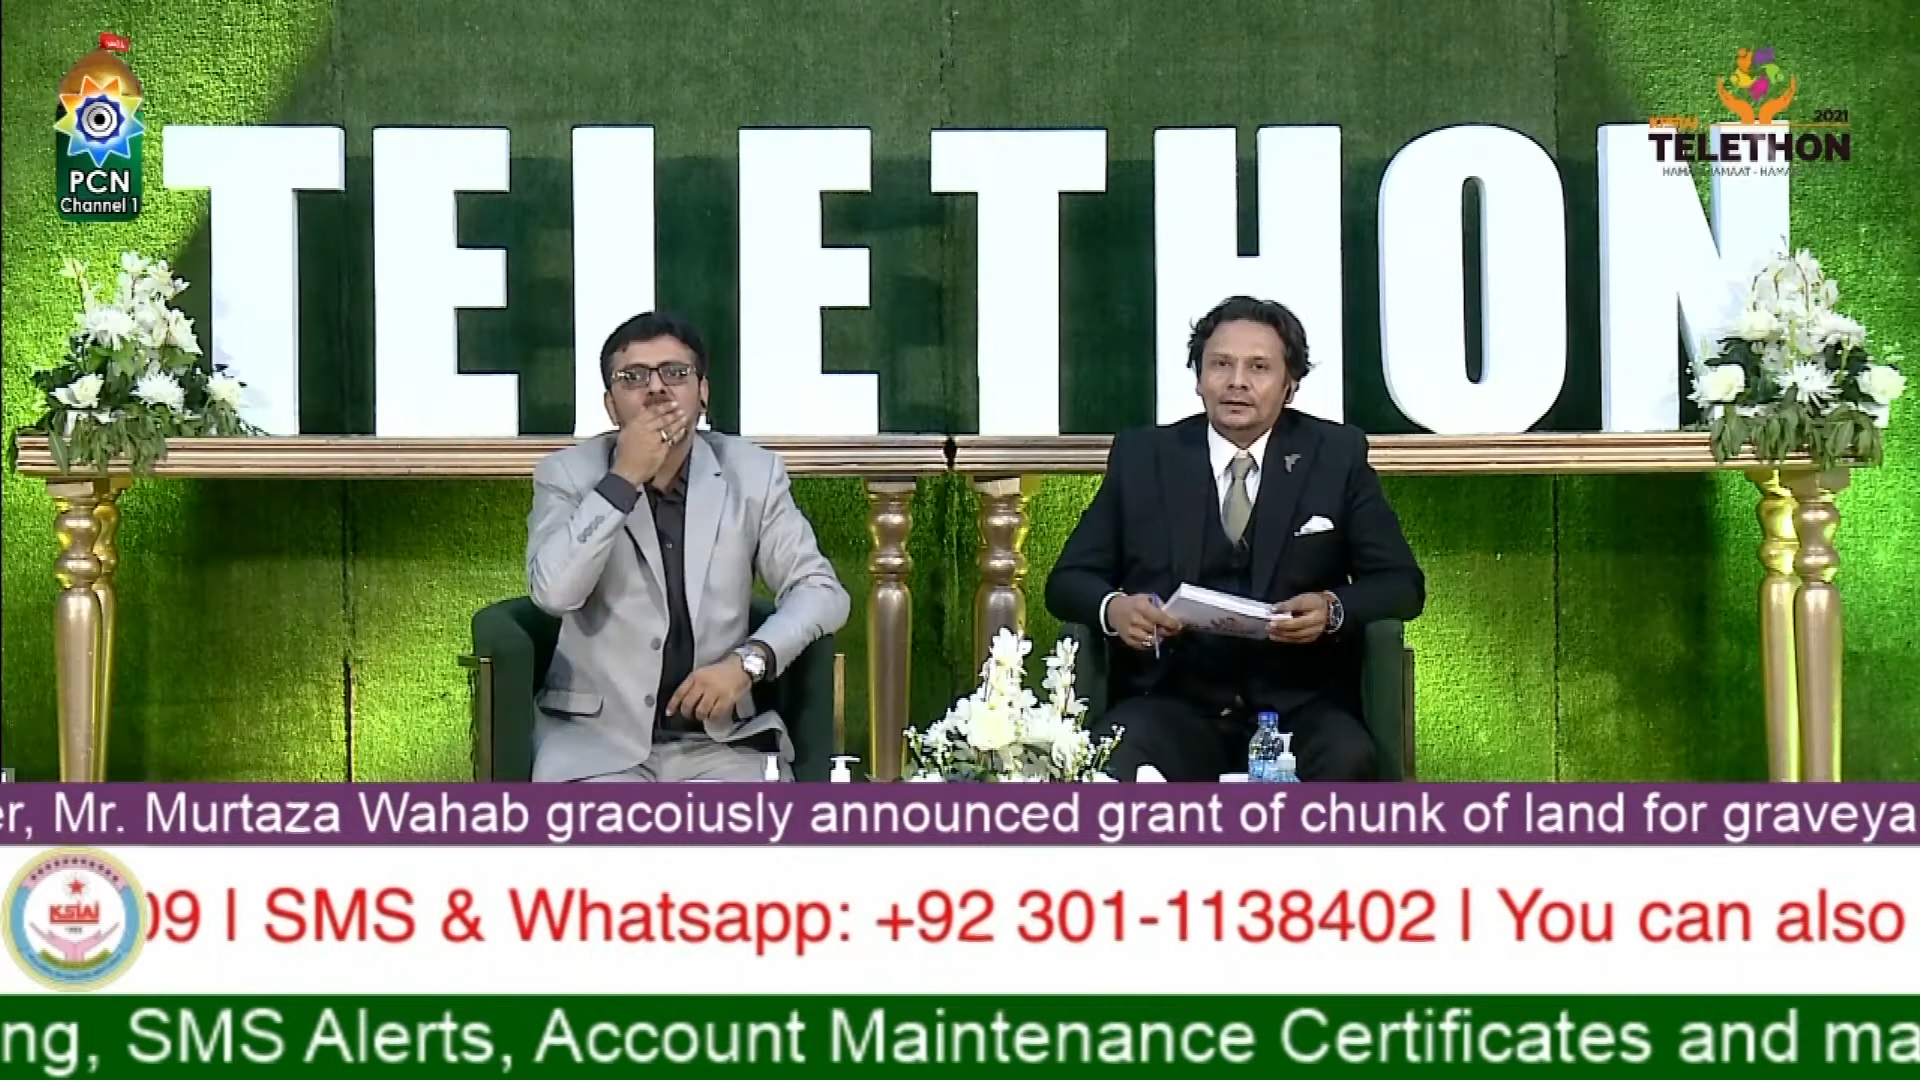 PCN
Channel 1
TELETHON
KSIAJ
2021
TELETHON
er, Mr. Murtaza Wahab gracoiusly announced grant of chunk of land for graveya
KSIAJ
09 | SMS & Whatsapp: +92 301-1138402 | You can also
ng, SMS Alerts, Account Maintenance Certificates and ma